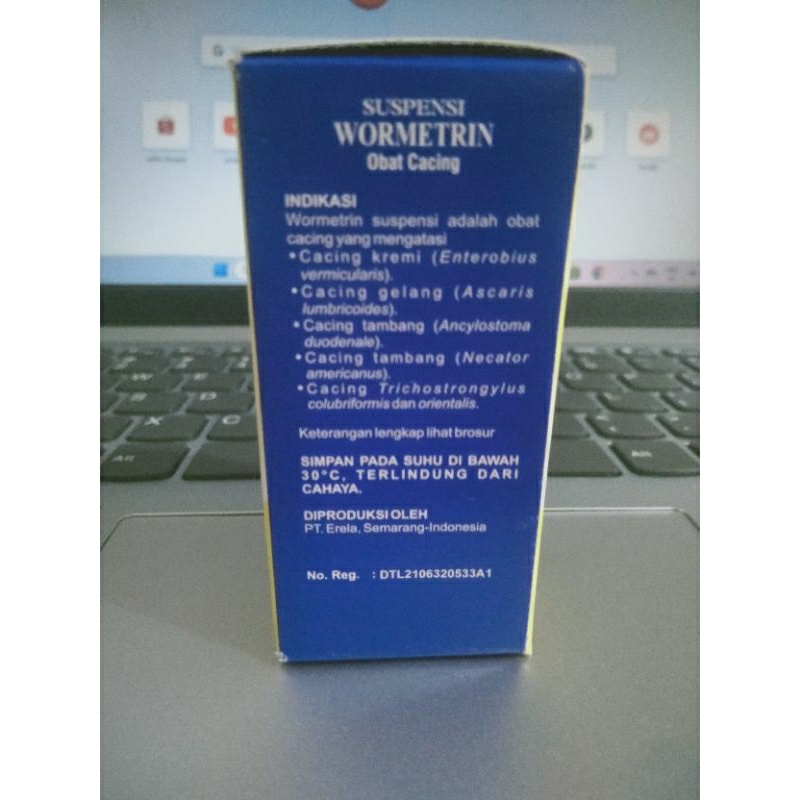 SUSPENSI
WORMETRIN
Obat Cacing
INDIKASI
Wormetrin suspensi adalah obat
cacing yang mengatasi
•Cacing kremi (Enterobius
vermicularis).
•Cacing gelang (Ascaris
lumbricoides).
•Cacing tambang (Ancylostoma
duodenale).
•Cacing tambang (Necator
americanus).
•Cacing Trichostrongylus
colubriformis dan orientalis.
Keterangan lengkap lihat brosur
SIMPAN PADA SUHU DI BAWAH
30°C, TERLINDUNG DARI
CAHAYA.
DIPRODUKSI OLEH
PT. Erela, Semarang-Indonesia
No. Reg. : DTL2106320533A1